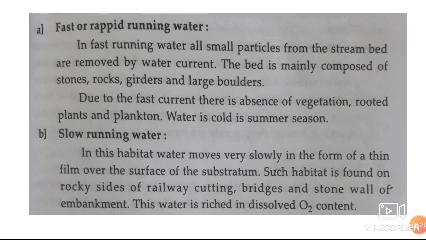 a] Fast or rappid running water :
In fast running water all small particles from the stream bed
are removed by water current. The bed is mainly composed of
stones, rocks, girders and large boulders.
Due to the fast current there is absence of vegetation, rooted
plants and plankton. Water is cold is summer season.
b] Slow running water :
In this habitat water moves very slowly in the form of a thin
film over the surface of the substratum. Such habitat is found on
rocky sides of railway cutting, bridges and stone wall of
embankment. This water is riched in dissolved O₂ content.
V RECORDER